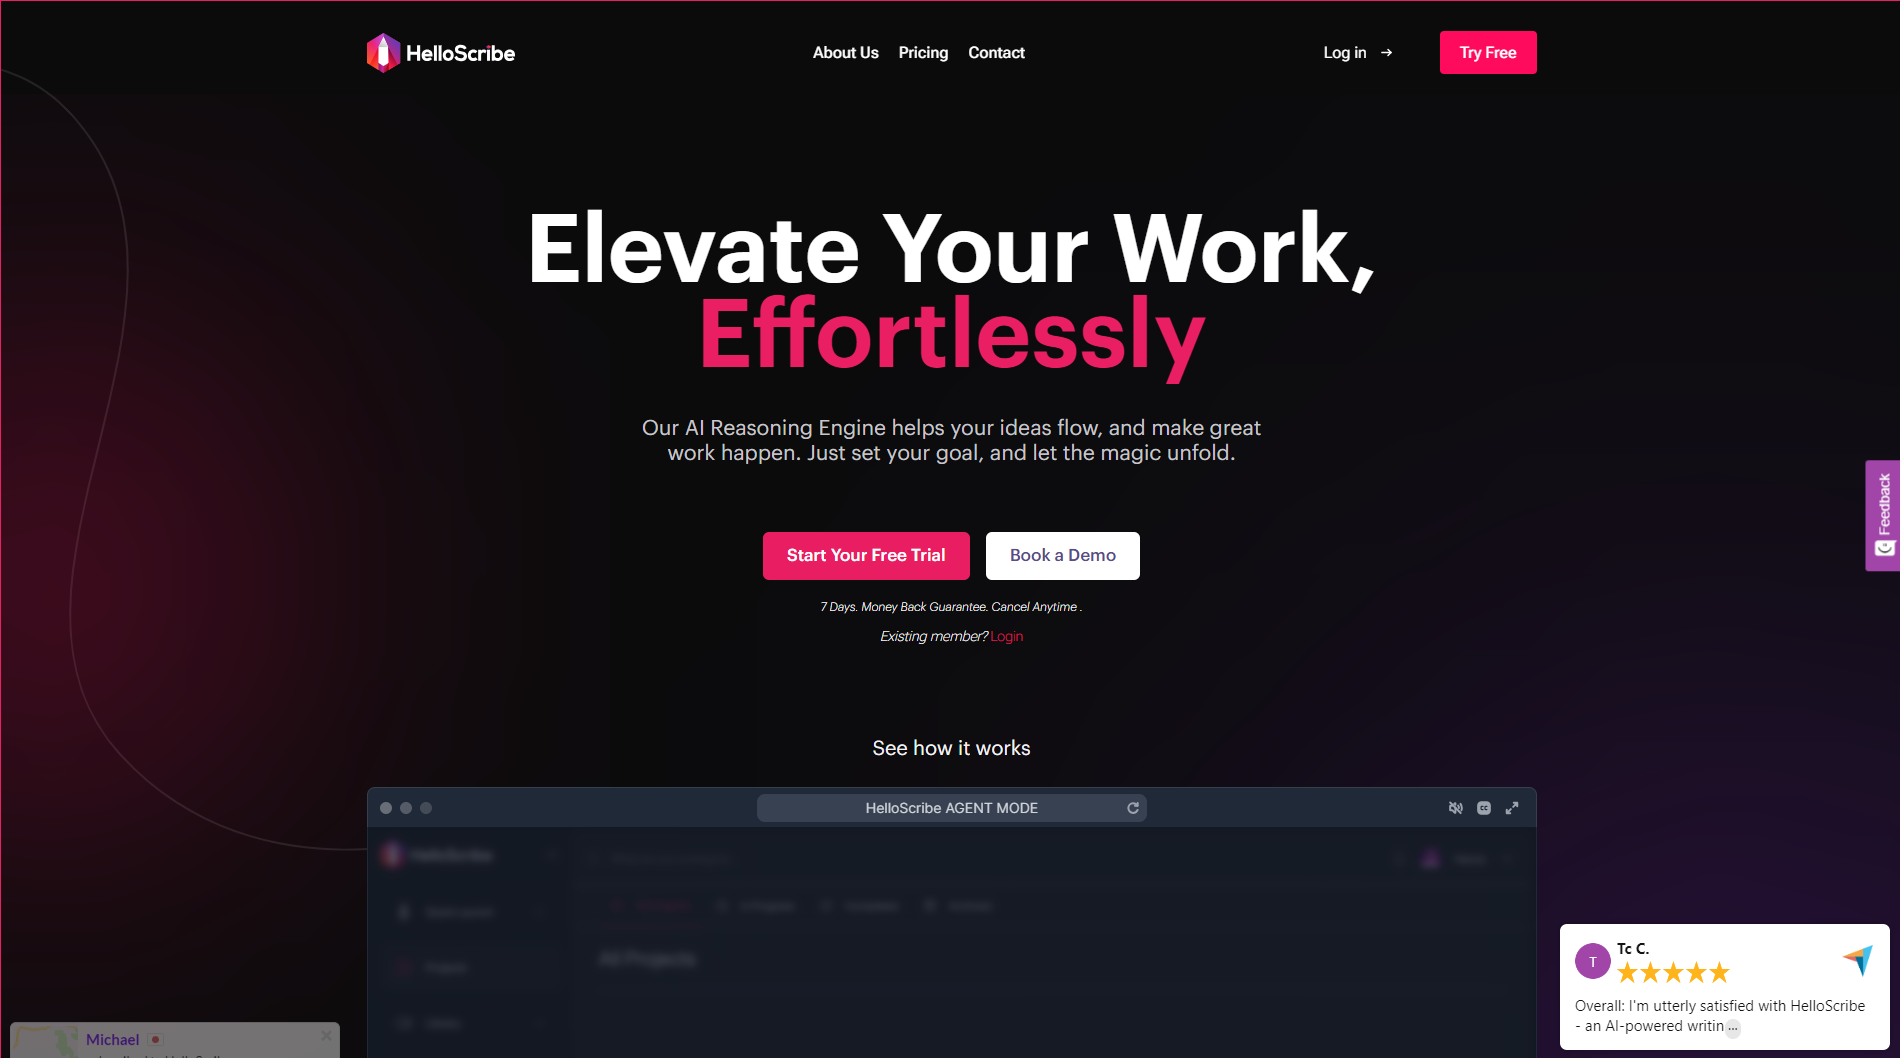 HelloScribe
About Us
Pricing
Contact
Log in →
Try Free
Elevate Your Work,
Effortlessly
Our AI Reasoning Engine helps your ideas flow, and make great
work happen. Just set your goal, and let the magic unfold.
Start Your Free Trial
Book a Demo
7 Days. Money Back Guarantee. Cancel Anytime .
Existing member? Login
Feedback
See how it works
HelloScribe AGENT MODE
HelloScribe
All Projects
T
Tc C.
Overall: I'm utterly satisfied with HelloScribe
- an AI-powered writin ...
Michael